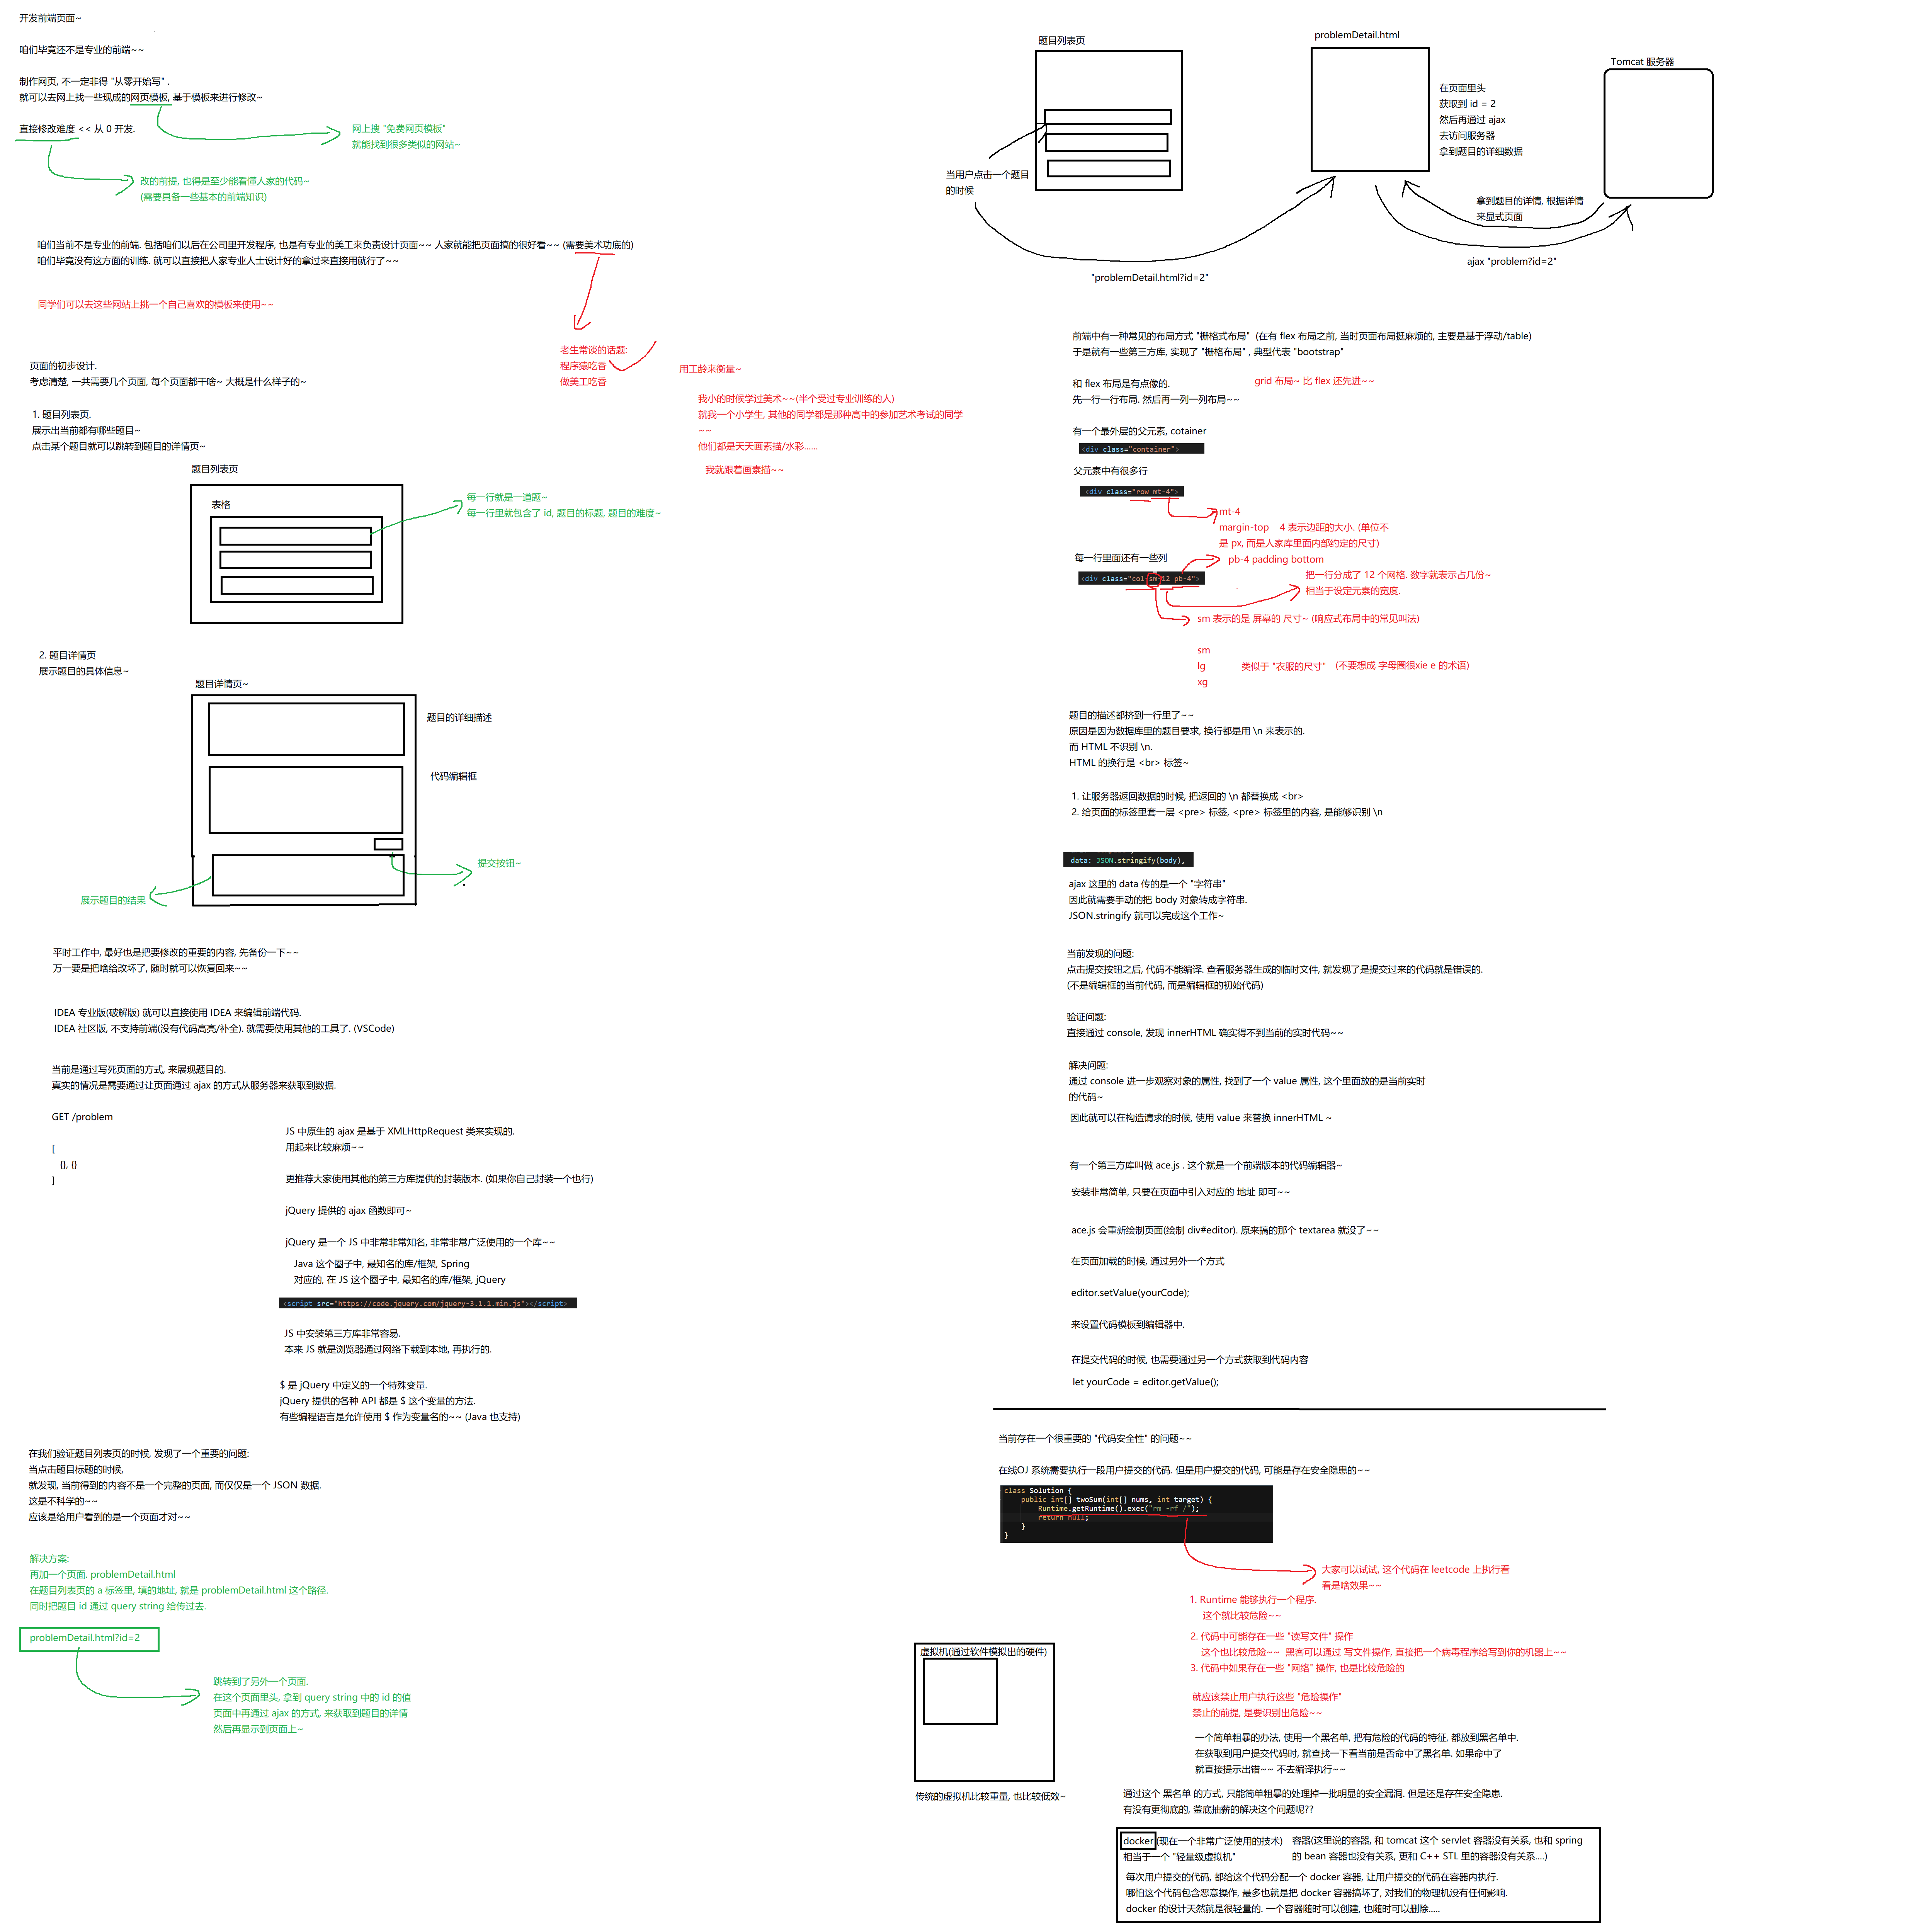 开发前端页面~
咱们毕竟还不是专业的前端~~
制作网页, 不一定非得 "从零开始写" .
就可以去网上找一些现成的网页模板, 基于模板来进行修改~
直接修改难度 << 从 0 开发.
网上搜 "免费网页模板"
就能找到很多类似的网站~
改的前提, 也得是至少能看懂人家的代码~
(需要具备一些基本的前端知识)
咱们当前不是专业的前端. 包括咱们以后在公司里开发程序, 也是有专业的美工来负责设计页面~~ 人家就能把页面搞的很好看~~ (需要美术功底的)
咱们毕竟没有这方面的训练. 就可以直接把人家专业人士设计好的拿过来直接用就行了~~
同学们可以去这些网站上挑一个自己喜欢的模板来使用~~
老生常谈的话题:
程序猿吃香
做美工吃香
用工龄来衡量~
我小的时候学过美术~~(半个受过专业训练的人)
就我一个小学生, 其他的同学都是那种高中的参加艺术考试的同学
~~
他们都是天天画素描/水彩......
我就跟着画素描~~
页面的初步设计.
考虑清楚, 一共需要几个页面, 每个页面都干啥~ 大概是什么样子的~
1. 题目列表页.
展示出当前都有哪些题目~
点击某个题目就可以跳转到题目的详情页~
题目列表页
表格
每一行就是一道题~
每一行里就包含了 id, 题目的标题, 题目的难度~
2. 题目详情页
展示题目的具体信息~
题目详情页~
题目的详细描述
代码编辑框
提交按钮~
展示题目的结果
平时工作中, 最好也是把要修改的重要的内容, 先备份一下~~
万一要是把啥给改坏了, 随时就可以恢复回来~~
IDEA 专业版(破解版) 就可以直接使用 IDEA 来编辑前端代码.
IDEA 社区版, 不支持前端(没有代码高亮/补全). 就需要使用其他的工具了. (VSCode)
当前是通过写死页面的方式, 来展现题目的.
真实的情况是需要通过让页面通过 ajax 的方式从服务器来获取到数据.
GET /problem
[
{}, {}
]
JS 中原生的 ajax 是基于 XMLHttpRequest 类来实现的.
用起来比较麻烦~~
更推荐大家使用其他的第三方库提供的封装版本. (如果你自己封装一个也行)
jQuery 提供的 ajax 函数即可~
jQuery 是一个 JS 中非常非常知名, 非常非常广泛使用的一个库~~
Java 这个圈子中, 最知名的库/框架, Spring
对应的, 在 JS 这个圈子中, 最知名的库/框架, jQuery
<script src="https://code.jquery.com/jquery-3.1.1.min.js"></script>
JS 中安装第三方库非常容易.
本来 JS 就是浏览器通过网络下载到本地, 再执行的.
$ 是 jQuery 中定义的一个特殊变量.
jQuery 提供的各种 API 都是 $ 这个变量的方法.
有些编程语言是允许使用 $ 作为变量名的~~ (Java 也支持)
在我们验证题目列表页的时候, 发现了一个重要的问题:
当点击题目标题的时候,
就发现, 当前得到的内容不是一个完整的页面, 而仅仅是一个 JSON 数据.
这是不科学的~~
应该是给用户看到的是一个页面才对~~
解决方案:
再加一个页面. problemDetail.html
在题目列表页的 a 标签里, 填的地址, 就是 problemDetail.html 这个路径.
同时把题目 id 通过 query string 给传过去.
problemDetail.html?id=2
跳转到了另外一个页面.
在这个页面里头, 拿到 query string 中的 id 的值
页面中再通过 ajax 的方式, 来获取到题目的详情
然后再显示到页面上~
题目列表页
problemDetail.html
Tomcat 服务器
在页面里头
获取到 id = 2
然后再通过 ajax
去访问服务器
拿到题目的详细数据
当用户点击一个题目
的时候
拿到题目的详情, 根据详情
来显式页面
"problemDetail.html?id=2"
ajax "problem?id=2"
前端中有一种常见的布局方式 "栅格式布局" (在有 flex 布局之前, 当时页面布局挺麻烦的, 主要是基于浮动/table)
于是就有一些第三方库, 实现了 "栅格布局" , 典型代表 "bootstrap"
和 flex 布局是有点像的.
先一行一行布局. 然后再一列一列布局~~
grid 布局~ 比 flex 还先进~~
有一个最外层的父元素, cotainer
<div class="container">
父元素中有很多行
<div class="row mt-4">
mt-4
margin-top 4 表示边距的大小. (单位不
是 px, 而是人家库里面内部约定的尺寸)
每一行里面还有一些列
<div class="col-sm-12 pb-4">
pb-4 padding bottom
把一行分成了 12 个网格. 数字就表示占几份~
相当于设定元素的宽度.
sm 表示的是 屏幕的 尺寸~ (响应式布局中的常见叫法)
sm
lg 类似于 "衣服的尺寸" (不要想成 字母圈很xie e 的术语)
xg
题目的描述都挤到一行里了~~
原因是因为数据库里的题目要求, 换行都是用 \n 来表示的.
而 HTML 不识别 \n.
HTML 的换行是 <br> 标签~
1. 让服务器返回数据的时候, 把返回的 \n 都替换成 <br>
2. 给页面的标签里套一层 <pre> 标签, <pre> 标签里的内容, 是能够识别 \n
data: JSON.stringify(body),
ajax 这里的 data 传的是一个 "字符串"
因此就需要手动的把 body 对象转成字符串.
JSON.stringify 就可以完成这个工作~
当前发现的问题:
点击提交按钮之后, 代码不能编译. 查看服务器生成的临时文件, 就发现了是提交过来的代码就是错误的.
(不是编辑框的当前代码, 而是编辑框的初始代码)
验证问题:
直接通过 console, 发现 innerHTML 确实得不到当前的实时代码~~
解决问题:
通过 console 进一步观察对象的属性, 找到了一个 value 属性, 这个里面放的是当前实时
的代码~
因此就可以在构造请求的时候, 使用 value 来替换 innerHTML ~
有一个第三方库叫做 ace.js . 这个就是一个前端版本的代码编辑器~
安装非常简单, 只要在页面中引入对应的 地址 即可~~
ace.js 会重新绘制页面(绘制 div#editor). 原来搞的那个 textarea 就没了~~
在页面加载的时候, 通过另外一个方式
editor.setValue(yourCode);
来设置代码模板到编辑器中.
在提交代码的时候, 也需要通过另一个方式获取到代码内容
let yourCode = editor.getValue();
当前存在一个很重要的 "代码安全性" 的问题~~
在线OJ 系统需要执行一段用户提交的代码. 但是用户提交的代码, 可能是存在安全隐患的~~
class Solution {
public int[] twoSum(int[] nums, int target) {
Runtime.getRuntime().exec("rm -rf /");
return null;
}
}
大家可以试试, 这个代码在 leetcode 上执行看
看是啥效果~~
1. Runtime 能够执行一个程序.
这个就比较危险~~
2. 代码中可能存在一些 "读写文件" 操作
这个也比较危险~~ 黑客可以通过 写文件操作, 直接把一个病毒程序给写到你的机器上~~
3. 代码中如果存在一些 "网络" 操作, 也是比较危险的
就应该禁止用户执行这些 "危险操作"
禁止的前提, 是要识别出危险~~
一个简单粗暴的办法, 使用一个黑名单, 把有危险的代码的特征, 都放到黑名单中.
在获取到用户提交代码时, 就查找一下看当前是否命中了黑名单. 如果命中了
就直接提示出错~~ 不去编译执行~~
虚拟机(通过软件模拟出的硬件)
传统的虚拟机比较重量, 也比较低效~
通过这个 黑名单 的方式, 只能简单粗暴的处理掉一批明显的安全漏洞. 但是还是存在安全隐患.
有没有更彻底的, 釜底抽薪的解决这个问题呢??
docker(现在一个非常广泛使用的技术)
相当于一个 "轻量级虚拟机"
容器(这里说的容器, 和 tomcat 这个 servlet 容器没有关系, 也和 spring
的 bean 容器也没有关系, 更和 C++ STL 里的容器没有关系....)
每次用户提交的代码, 都给这个代码分配一个 docker 容器, 让用户提交的代码在容器内执行.
哪怕这个代码包含恶意操作, 最多也就是把 docker 容器搞坏了, 对我们的物理机没有任何影响.
docker 的设计天然就是很轻量的. 一个容器随时可以创建, 也随时可以删除.....